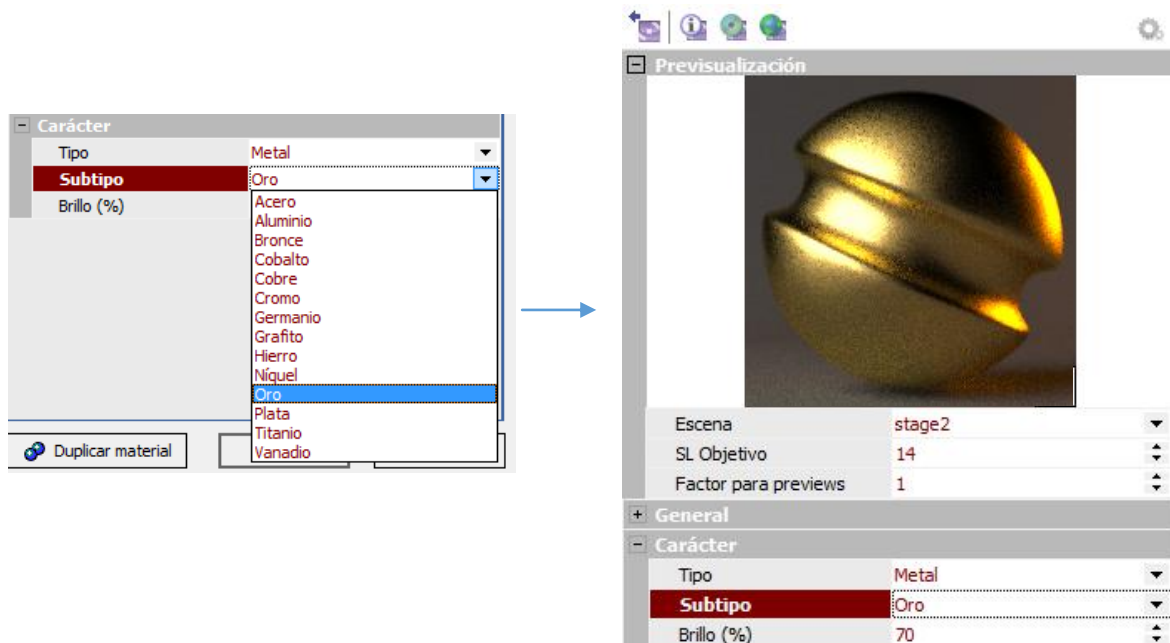 Carácter
Tipo Metal
Subtipo Oro
Brillo (%)
Acero
Aluminio
Bronce
Cobalto
Cobre
Cromo
Germanio
Grafito
Hierro
Níquel
Oro
Plata
Titanio
Vanadio
Duplicar material
Previsualización
Escena stage2
SL Objetivo 14
Factor para previews 1
General
Carácter
Tipo Metal
Subtipo Oro
Brillo (%) 70